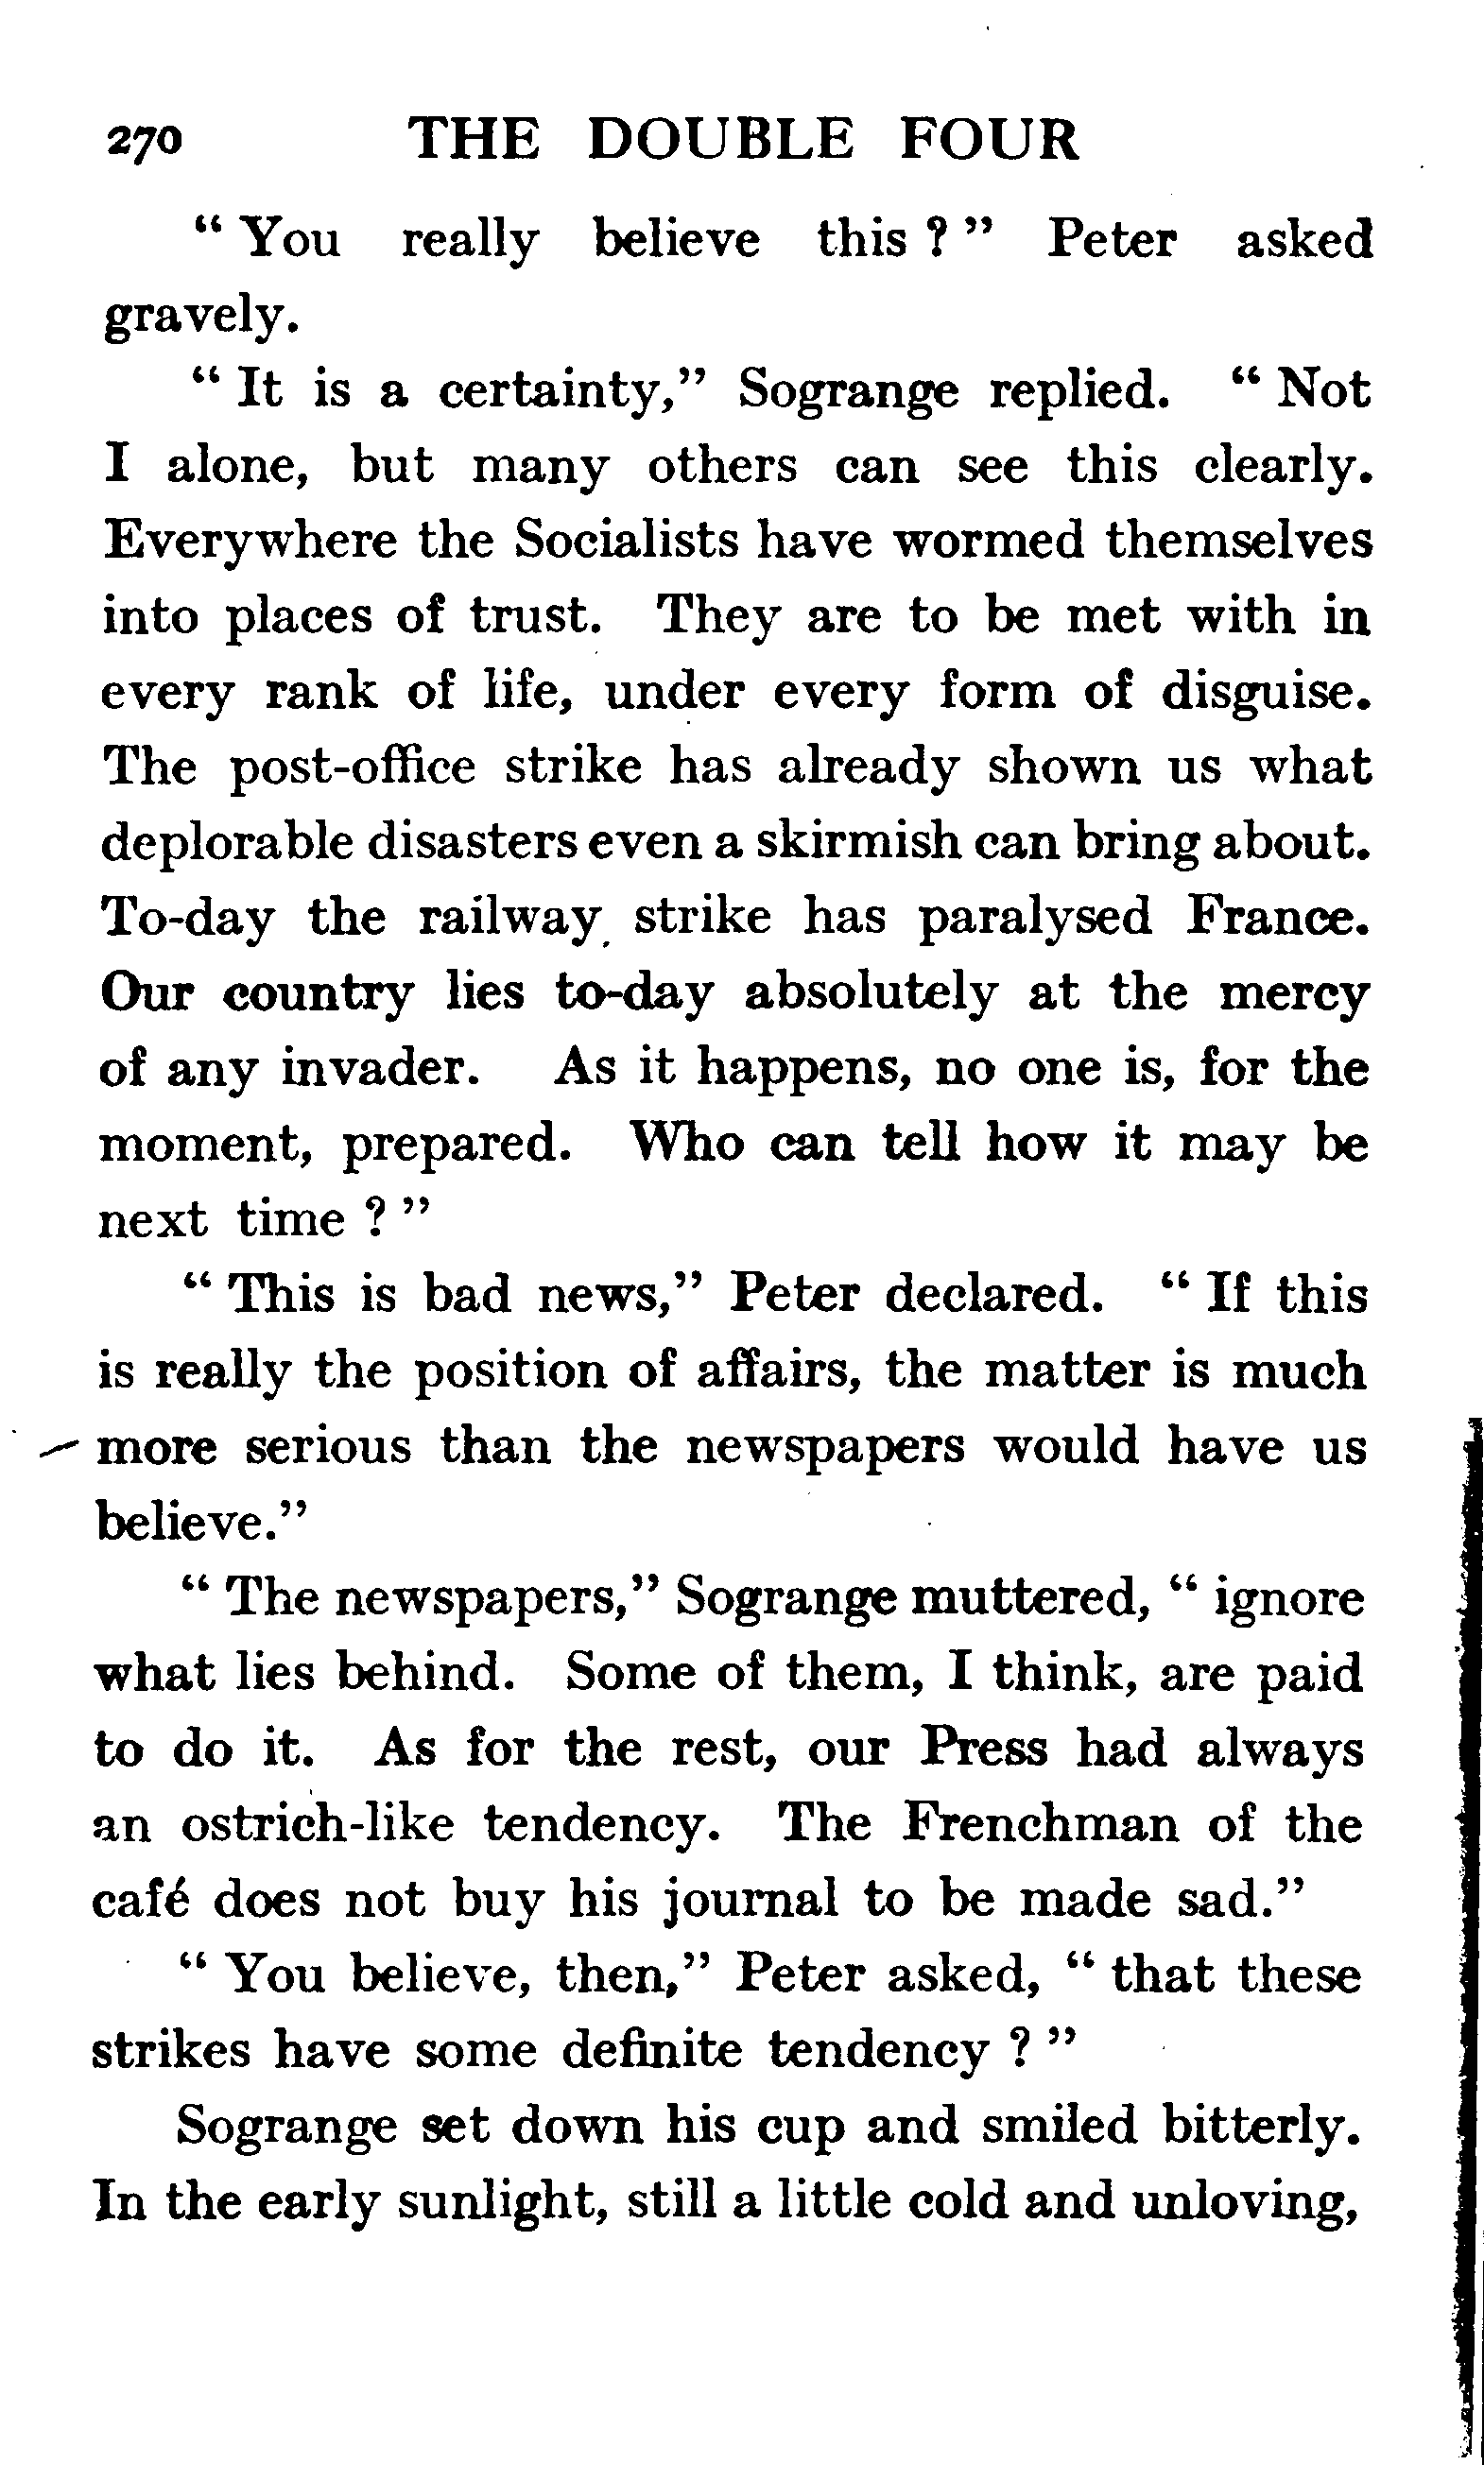 270 THE DOUBLE FOUR
" You really believe this ? " Peter asked
gravely.
" It is a certainty," Sogrange replied. " Not
I alone, but many others can see this clearly.
Everywhere the Socialists have wormed themselves
into places of trust. They are to be met with in
every rank of life, under every form of disguise.
The post-office strike has already shown us what
deplorable disasters even a skirmish can bring about.
To-day the railway strike has paralysed France.
Our country lies to-day absolutely at the mercy
of any invader. As it happens, no one is, for the
moment, prepared. Who can tell how it may be
next time ? "
" This is bad news," Peter declared. " If this
is really the position of affairs, the matter is much
more serious than the newspapers would have us
believe."
" The newspapers," Sogrange muttered, " ignore
what lies behind. Some of them, I think, are paid
to do it. As for the rest, our Press had always
an ostrich-like tendency. The Frenchman of the
café does not buy his journal to be made sad."
" You believe, then," Peter asked, " that these
strikes have some definite tendency ? "
Sogrange set down his cup and smiled bitterly.
In the early sunlight, still a little cold and unloving,